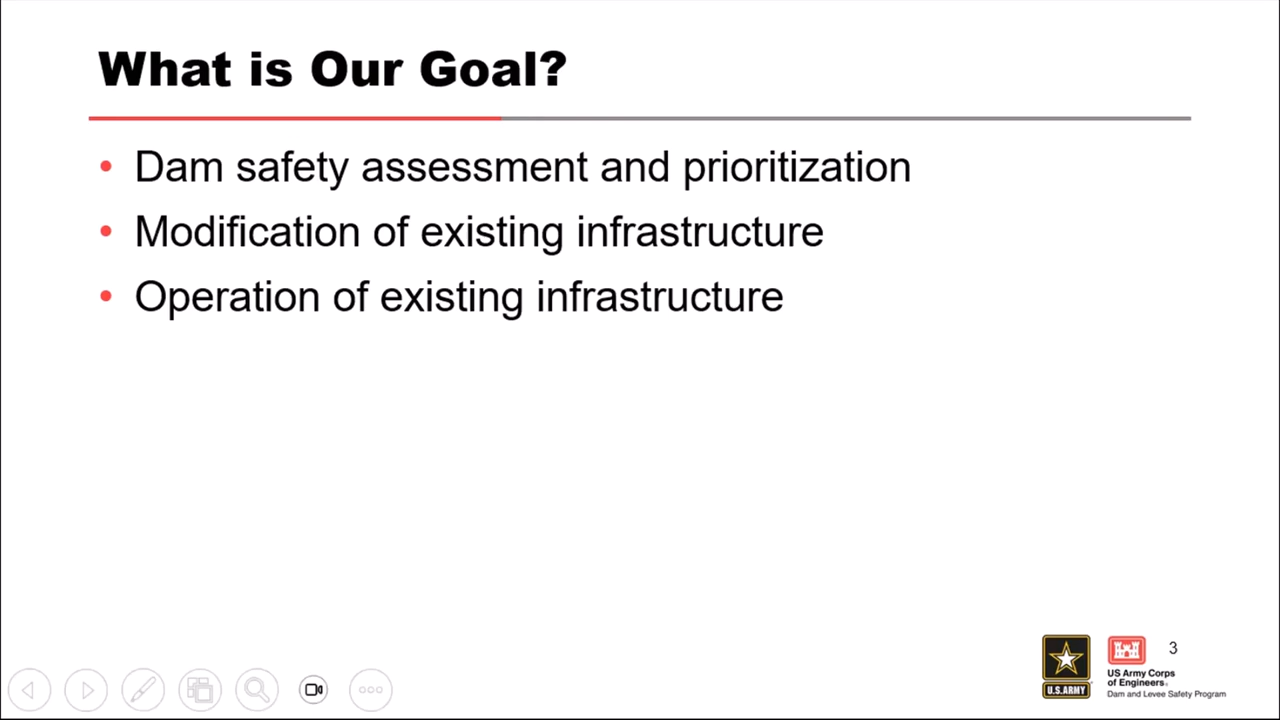 What is Our Goal?
• Dam safety assessment and prioritization
• Modification of existing infrastructure
• Operation of existing infrastructure
3
U.S.ARMY
US Army Corps
of Engineers®
Dam and Levee Safety Program